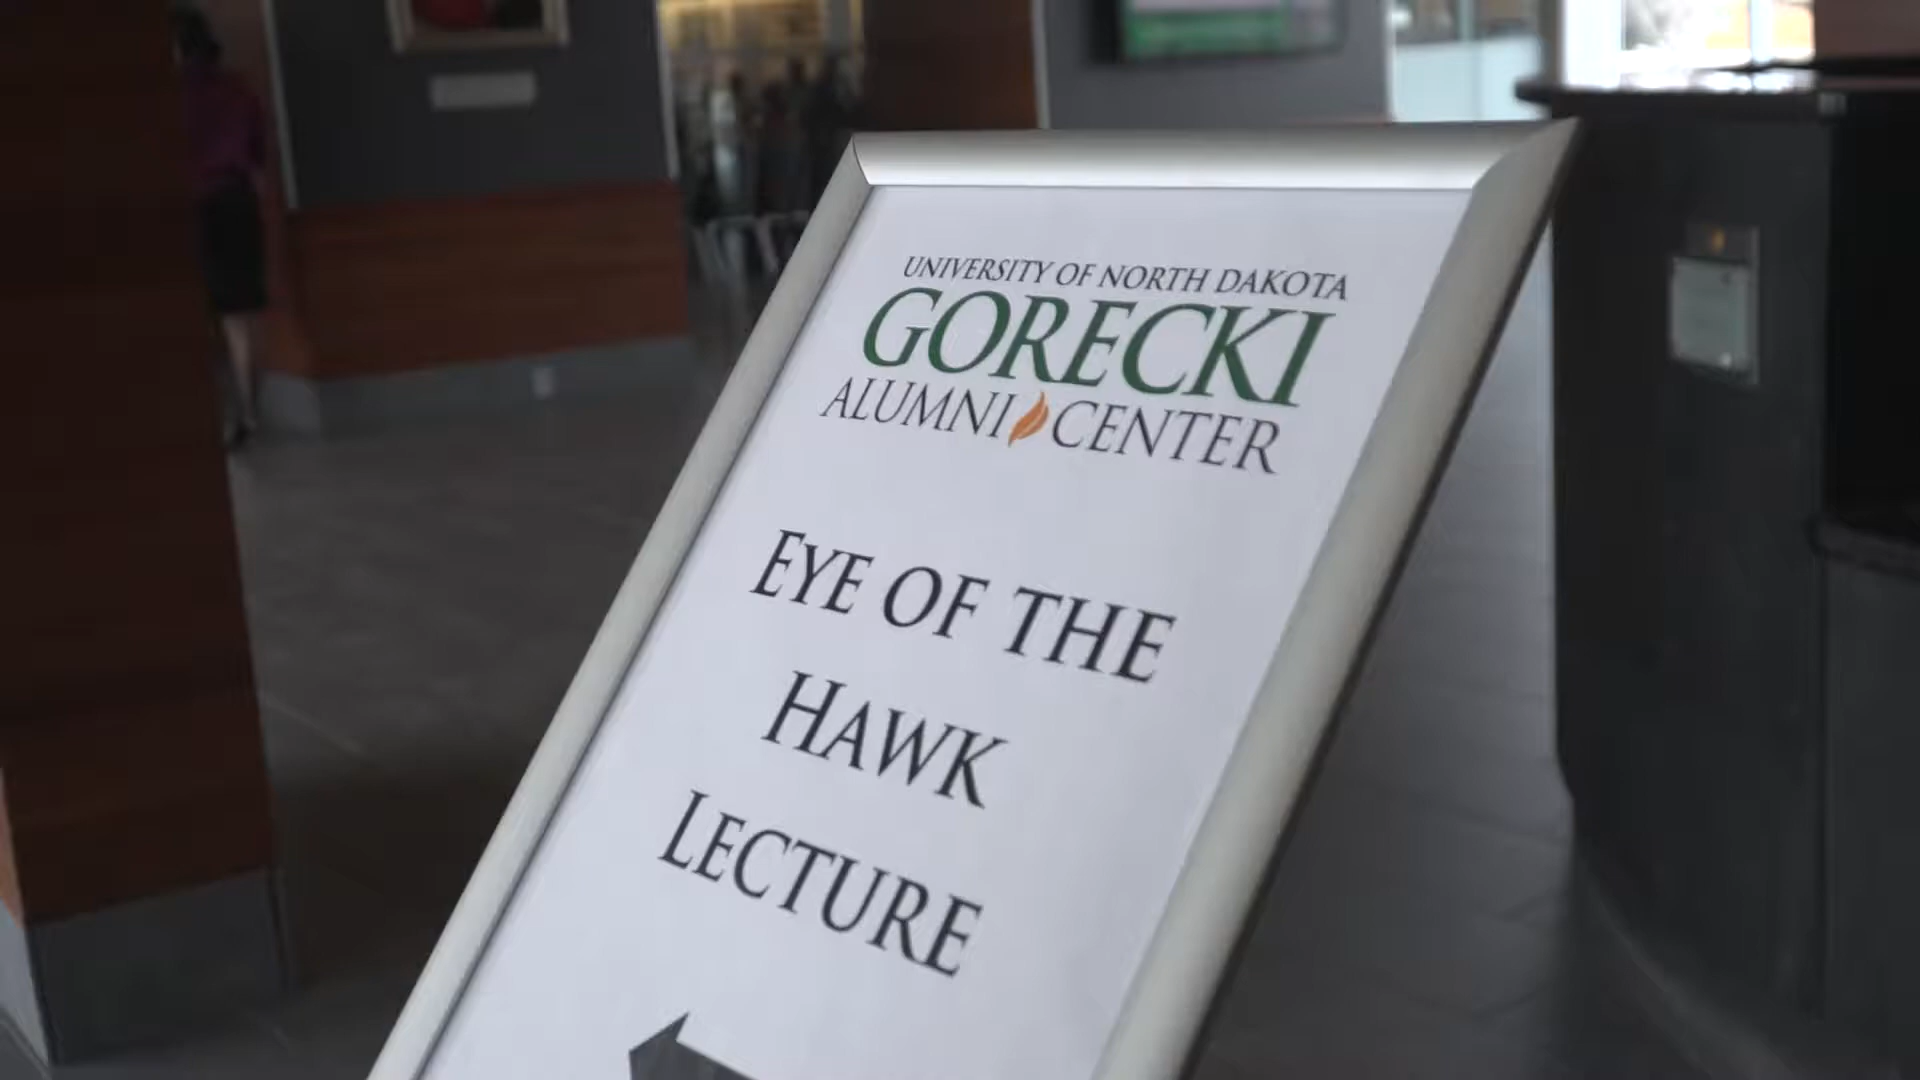 UNIVERSITY OF NORTH DAKOTA
GORECKI
ALUMNI CENTER
EYE OF THE
HAWK
LECTURE